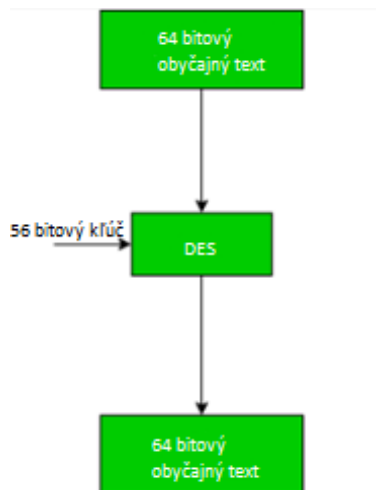 64 bitový
obyčajný text
56 bitový kľúč
DES
64 bitový
obyčajný text